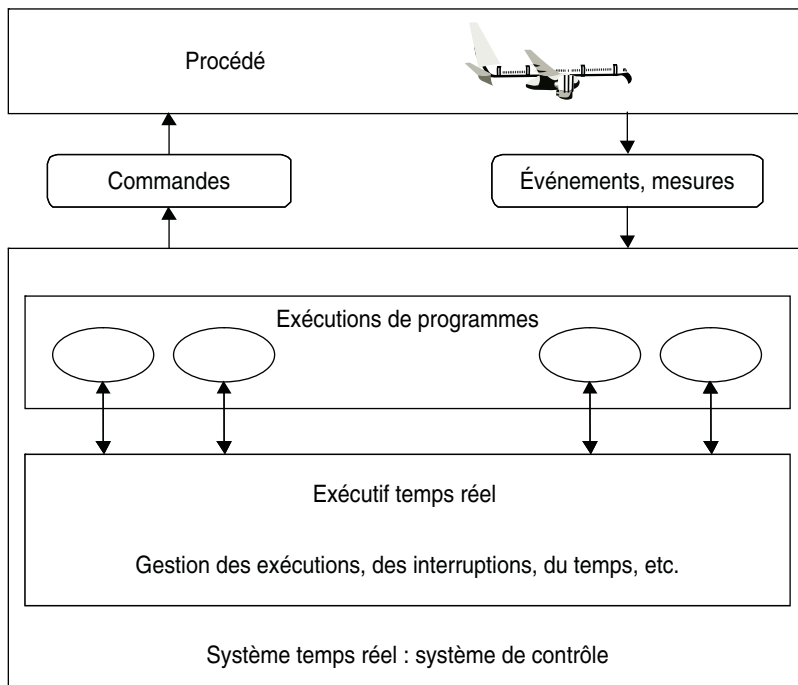 Procédé
Commandes
Événements, mesures
Exécutions de programmes
Exécutif temps réel
Gestion des exécutions, des interruptions, du temps, etc.
Système temps réel : système de contrôle